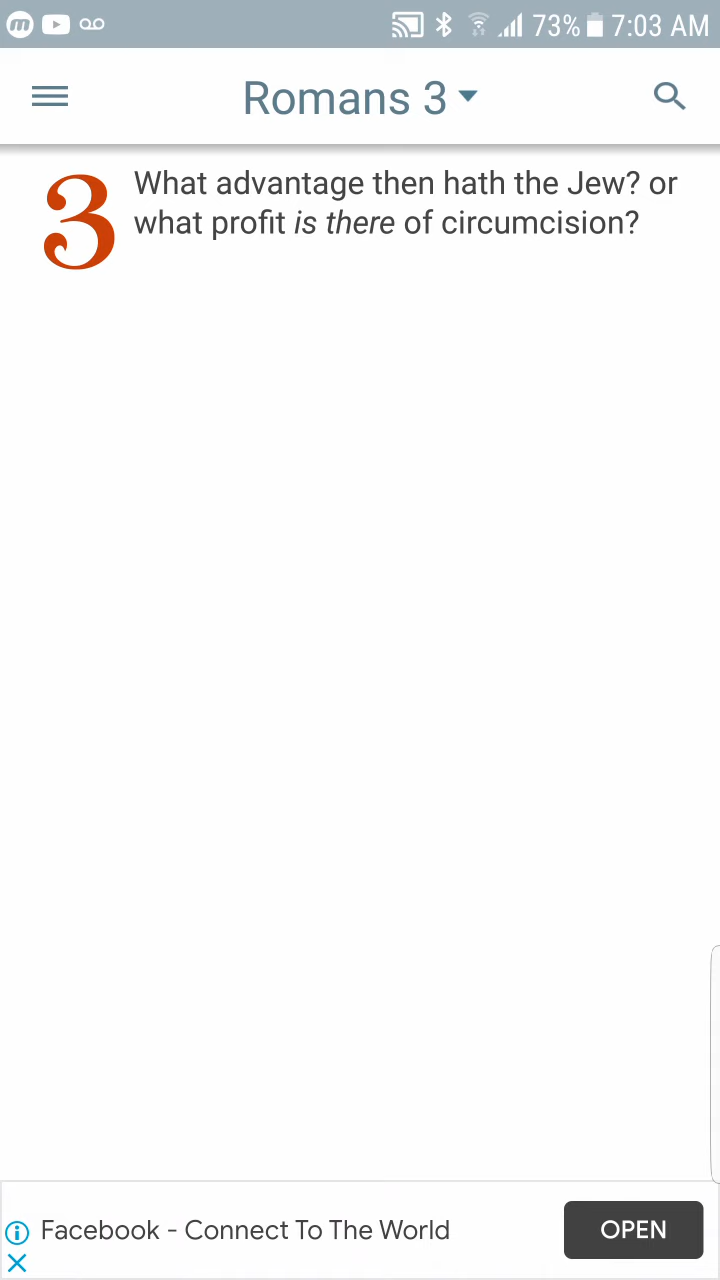 73% 7:03 AM
Romans 3
3 What advantage then hath the Jew? or
what profit is there of circumcision?
Facebook - Connect To The World
OPEN